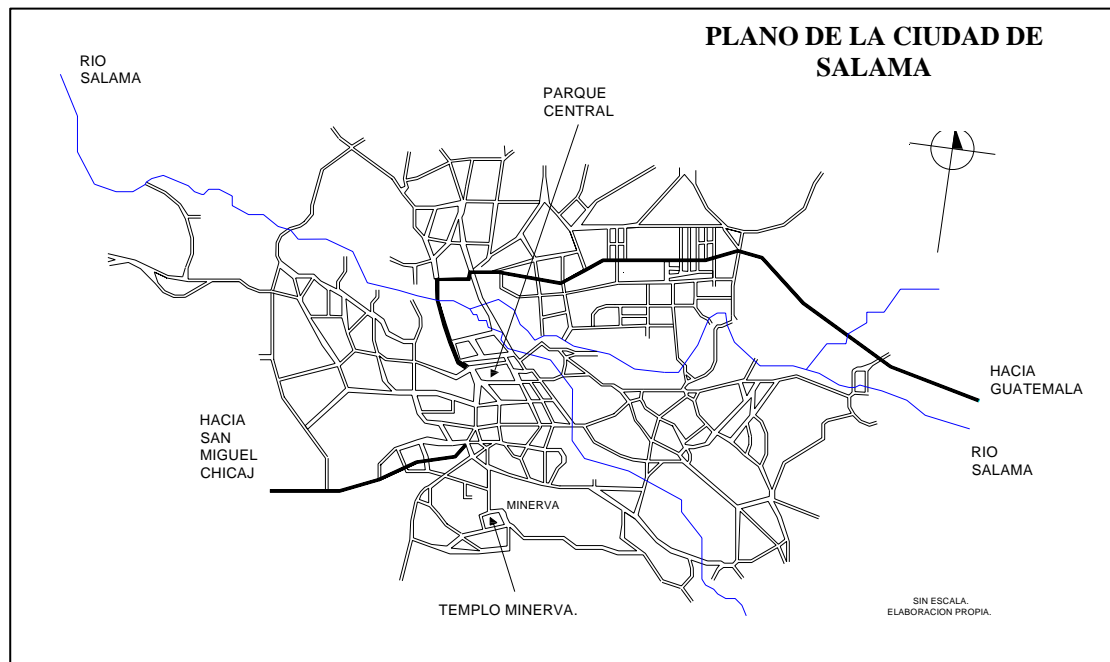 PLANO DE LA CIUDAD DE
SALAMA
RIO
SALAMA
PARQUE
CENTRAL
HACIA
GUATEMALA
HACIA
SAN
MIGUEL
CHICAJ
RIO
SALAMA
MINERVA
TEMPLO MINERVA.
SIN ESCALA.
ELABORACION PROPIA.